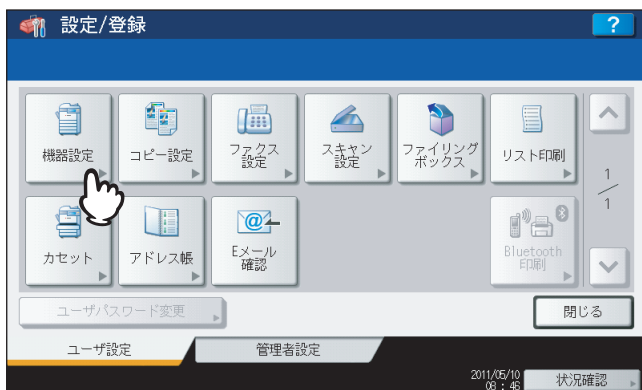 設定/登録
?
機器設定
コピー設定
ファクス
設定
スキャン
設定
ファイリング
ボックス
リスト印刷
1
1
カセット
アドレス帳
@
Eメール
確認
Bluetooth
印刷
ユーザパスワード変更
閉じる
ユーザ設定
管理者設定
2011/05/10
08 : 46
状況確認